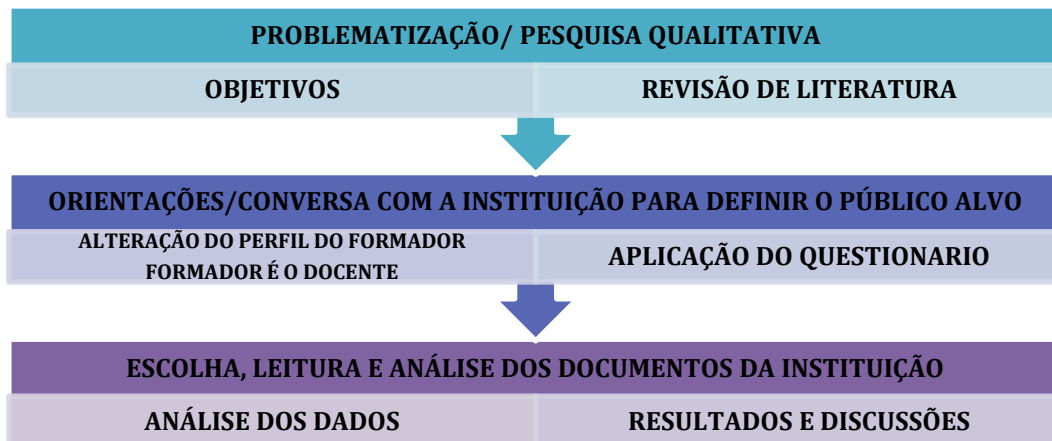 PROBLEMATIZAÇÃO/ PESQUISA QUALITATIVA
OBJETIVOS
REVISÃO DE LITERATURA
ORIENTAÇÕES/CONVERSA COM A INSTITUIÇÃO PARA DEFINIR O PÚBLICO ALVO
ALTERAÇÃO DO PERFIL DO FORMADOR
FORMADOR É O DOCENTE
APLICAÇÃO DO QUESTIONARIO
ESCOLHA, LEITURA E ANÁLISE DOS DOCUMENTOS DA INSTITUIÇÃO
ANÁLISE DOS DADOS
RESULTADOS E DISCUSSÕES